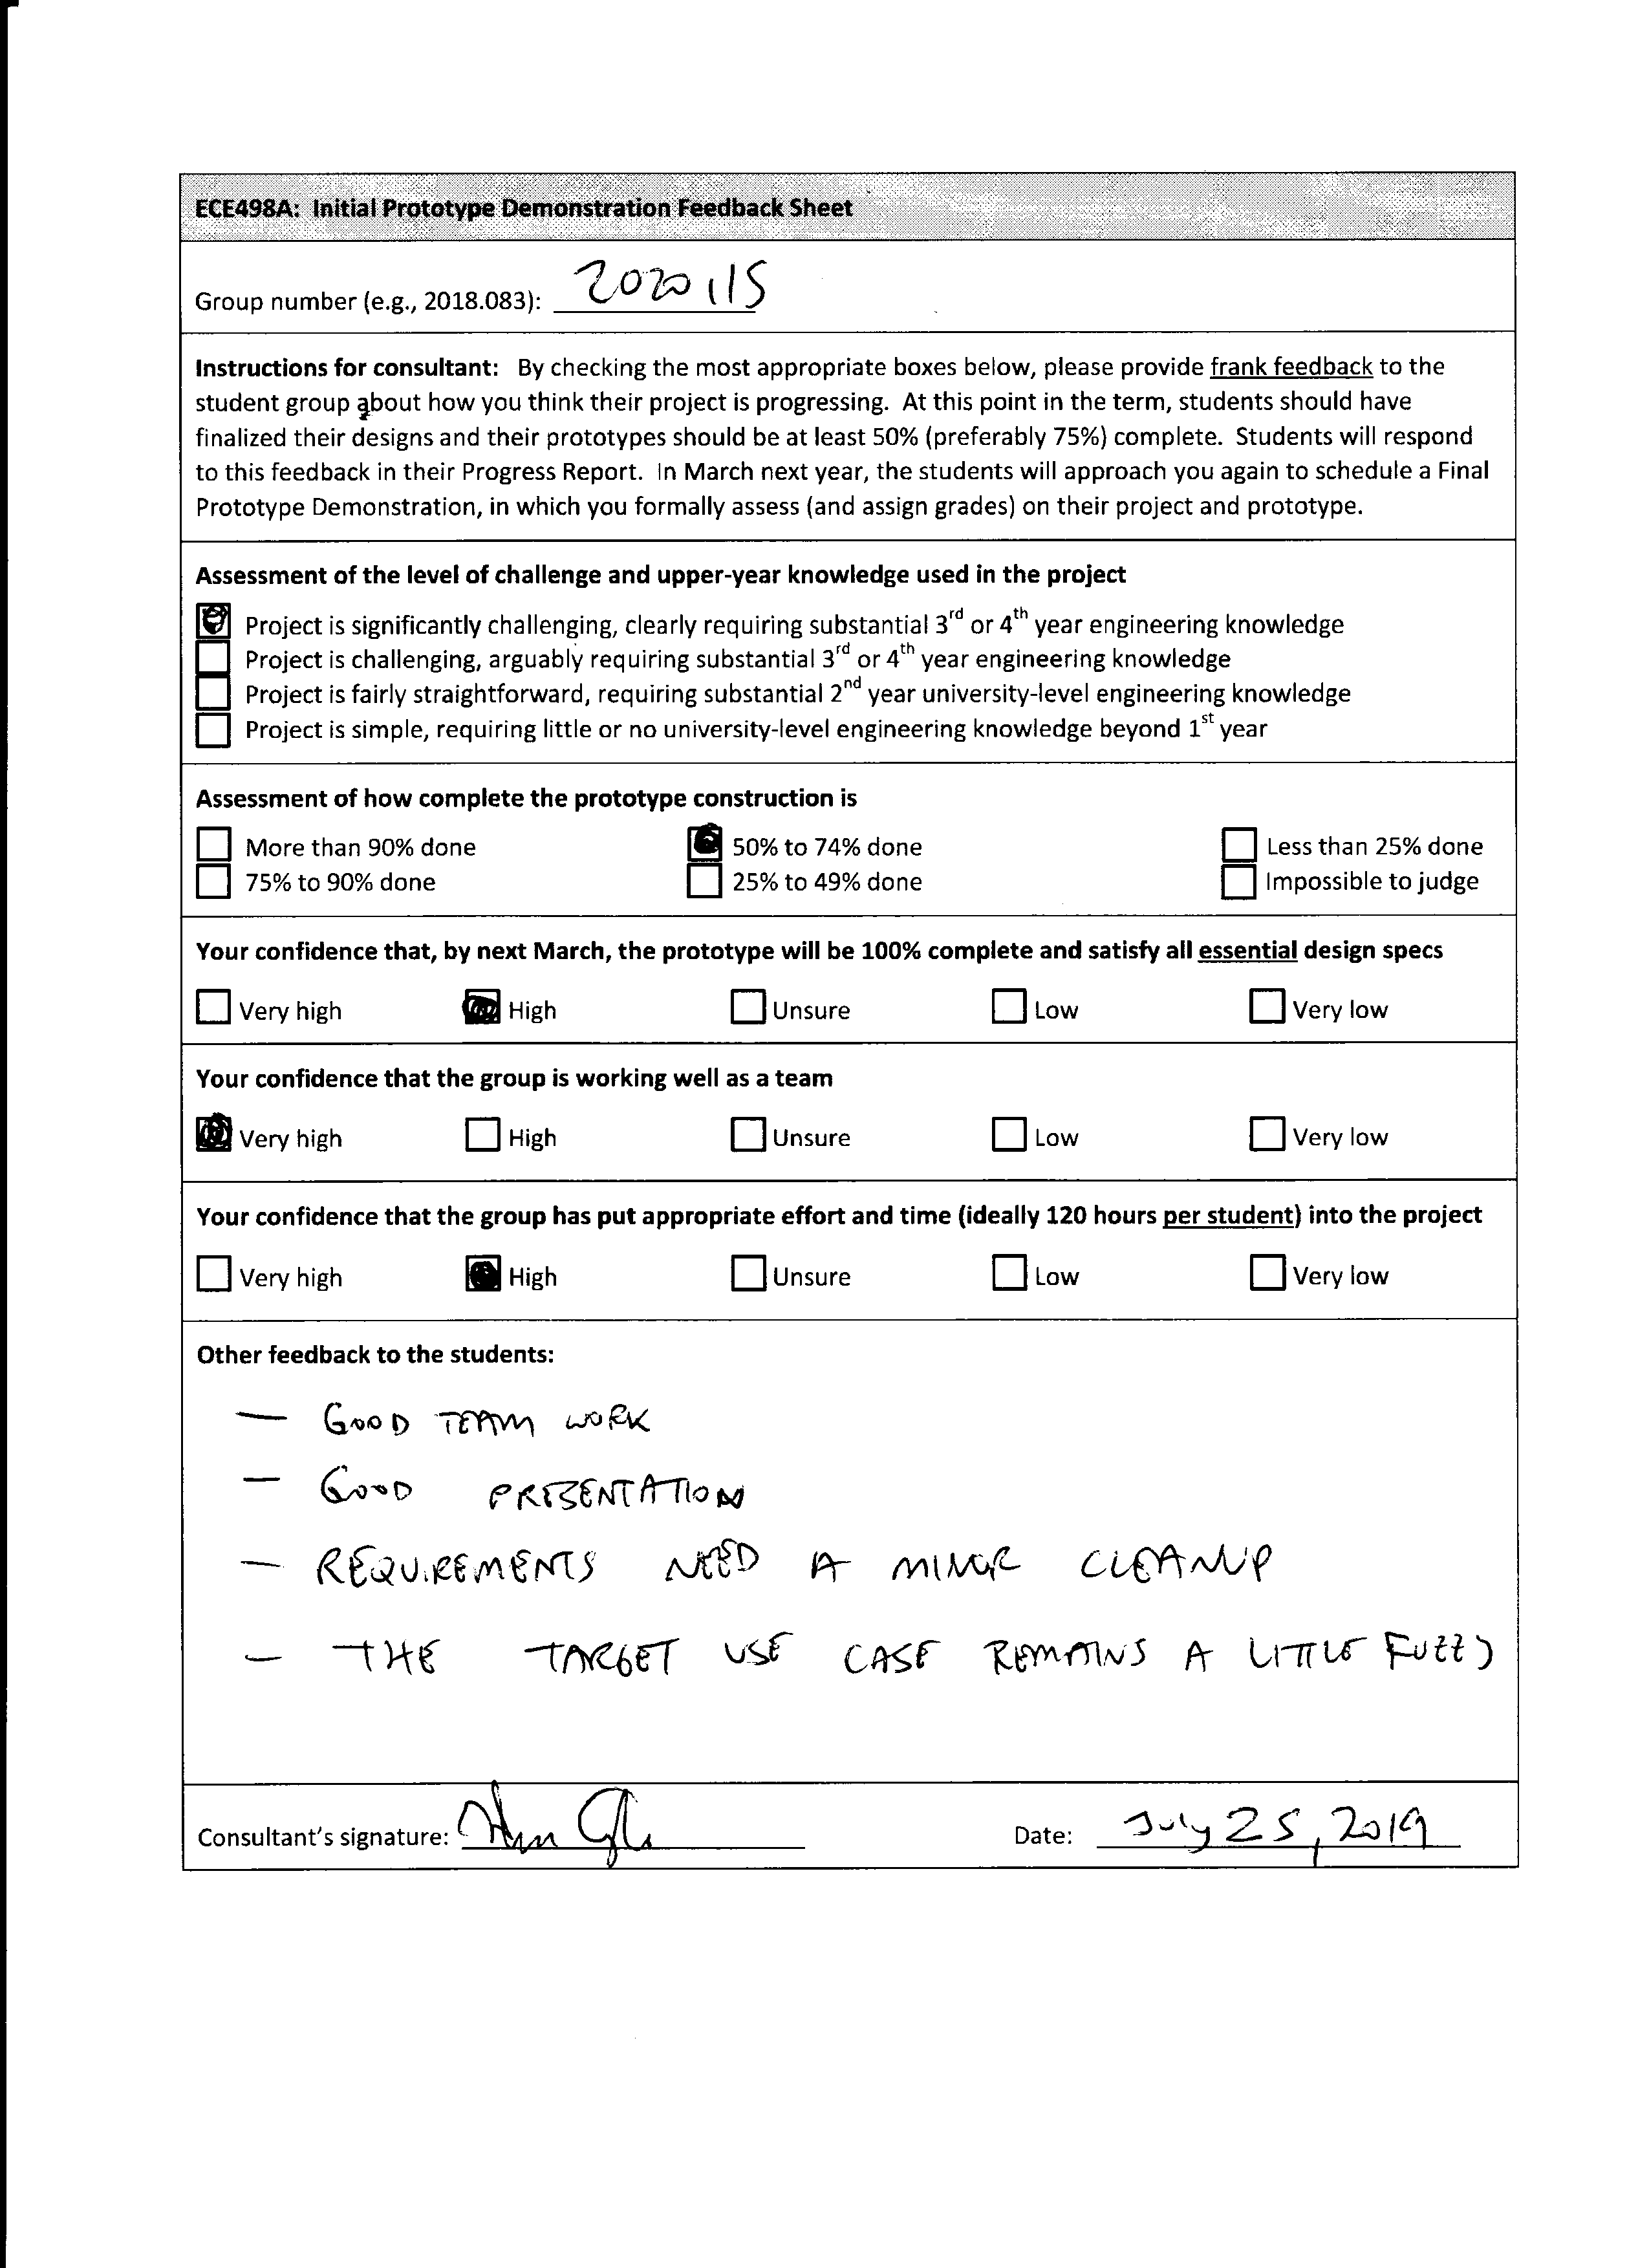 ECE498A: Initial Prototype Demonstration Feedback Sheet
Group number (e.g., 2018.083): 2020 115
Instructions for consultant: By checking the most appropriate boxes below, please provide frank feedback to the
student group about how you think their project is progressing. At this point in the term, students should have
finalized their designs and their prototypes should be at least 50% (preferably 75%) complete. Students will respond
to this feedback in their Progress Report. In March next year, the students will approach you again to schedule a Final
Prototype Demonstration, in which you formally assess (and assign grades) on their project and prototype.
Assessment of the level of challenge and upper-year knowledge used in the project
Project is significantly challenging, clearly requiring substantial 3rd or 4th year engineering knowledge
Project is challenging, arguably requiring substantial 3rd or 4th year engineering knowledge
Project is fairly straightforward, requiring substantial 2nd year university-level engineering knowledge
Project is simple, requiring little or no university-level engineering knowledge beyond 1st year
Assessment of how complete the prototype construction is
More than 90% done 50% to 74% done Less than 25% done
75% to 90% done 25% to 49% done Impossible to judge
Your confidence that, by next March, the prototype will be 100% complete and satisfy all essential design specs
Very high High Unsure Low Very low
Your confidence that the group is working well as a team
Very high High Unsure Low Very low
Your confidence that the group has put appropriate effort and time (ideally 120 hours per student) into the project
Very high High Unsure Low Very low
Other feedback to the students:
— GOOD TEAM WORK
— GOOD PRESENTATION
— REQUIREMENTS NEED A MINOR CLEANUP
— THE TARGET USE CASE REMAINS A LITTLE FUZZY
Consultant's signature: Date: July 25, 2019